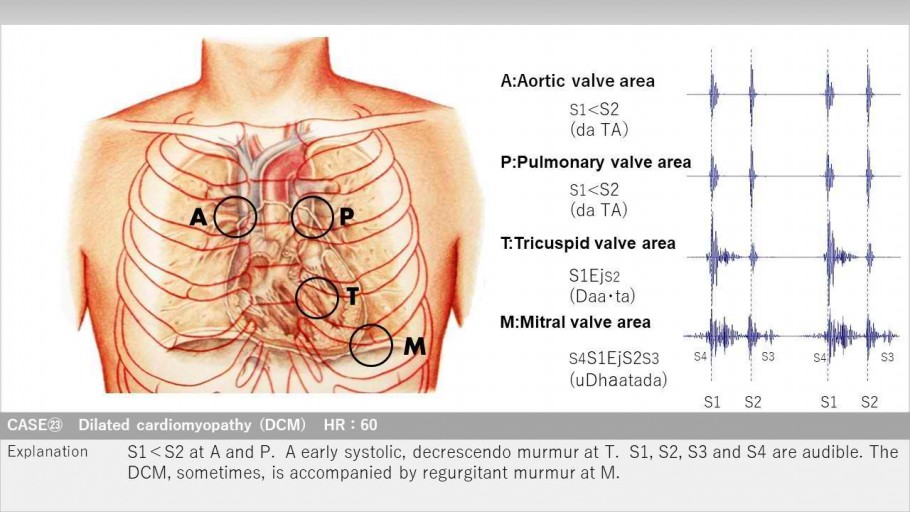 A
P
T
M
A:Aortic valve area
S1<S2
(da TA)
P:Pulmonary valve area
S1<S2
(da TA)
T:Tricuspid valve area
S1EjS2
(Daa・ta)
M:Mitral valve area
S4S1EjS2S3
(uDhaatada)
S4 S3 S4 S3
S1 S2 S1 S2
CASE㉓ Dilated cardiomyopathy (DCM) HR：60
Explanation
S1<S2 at A and P. A early systolic, decrescendo murmur at T. S1, S2, S3 and S4 are audible. The
DCM, sometimes, is accompanied by regurgitant murmur at M.